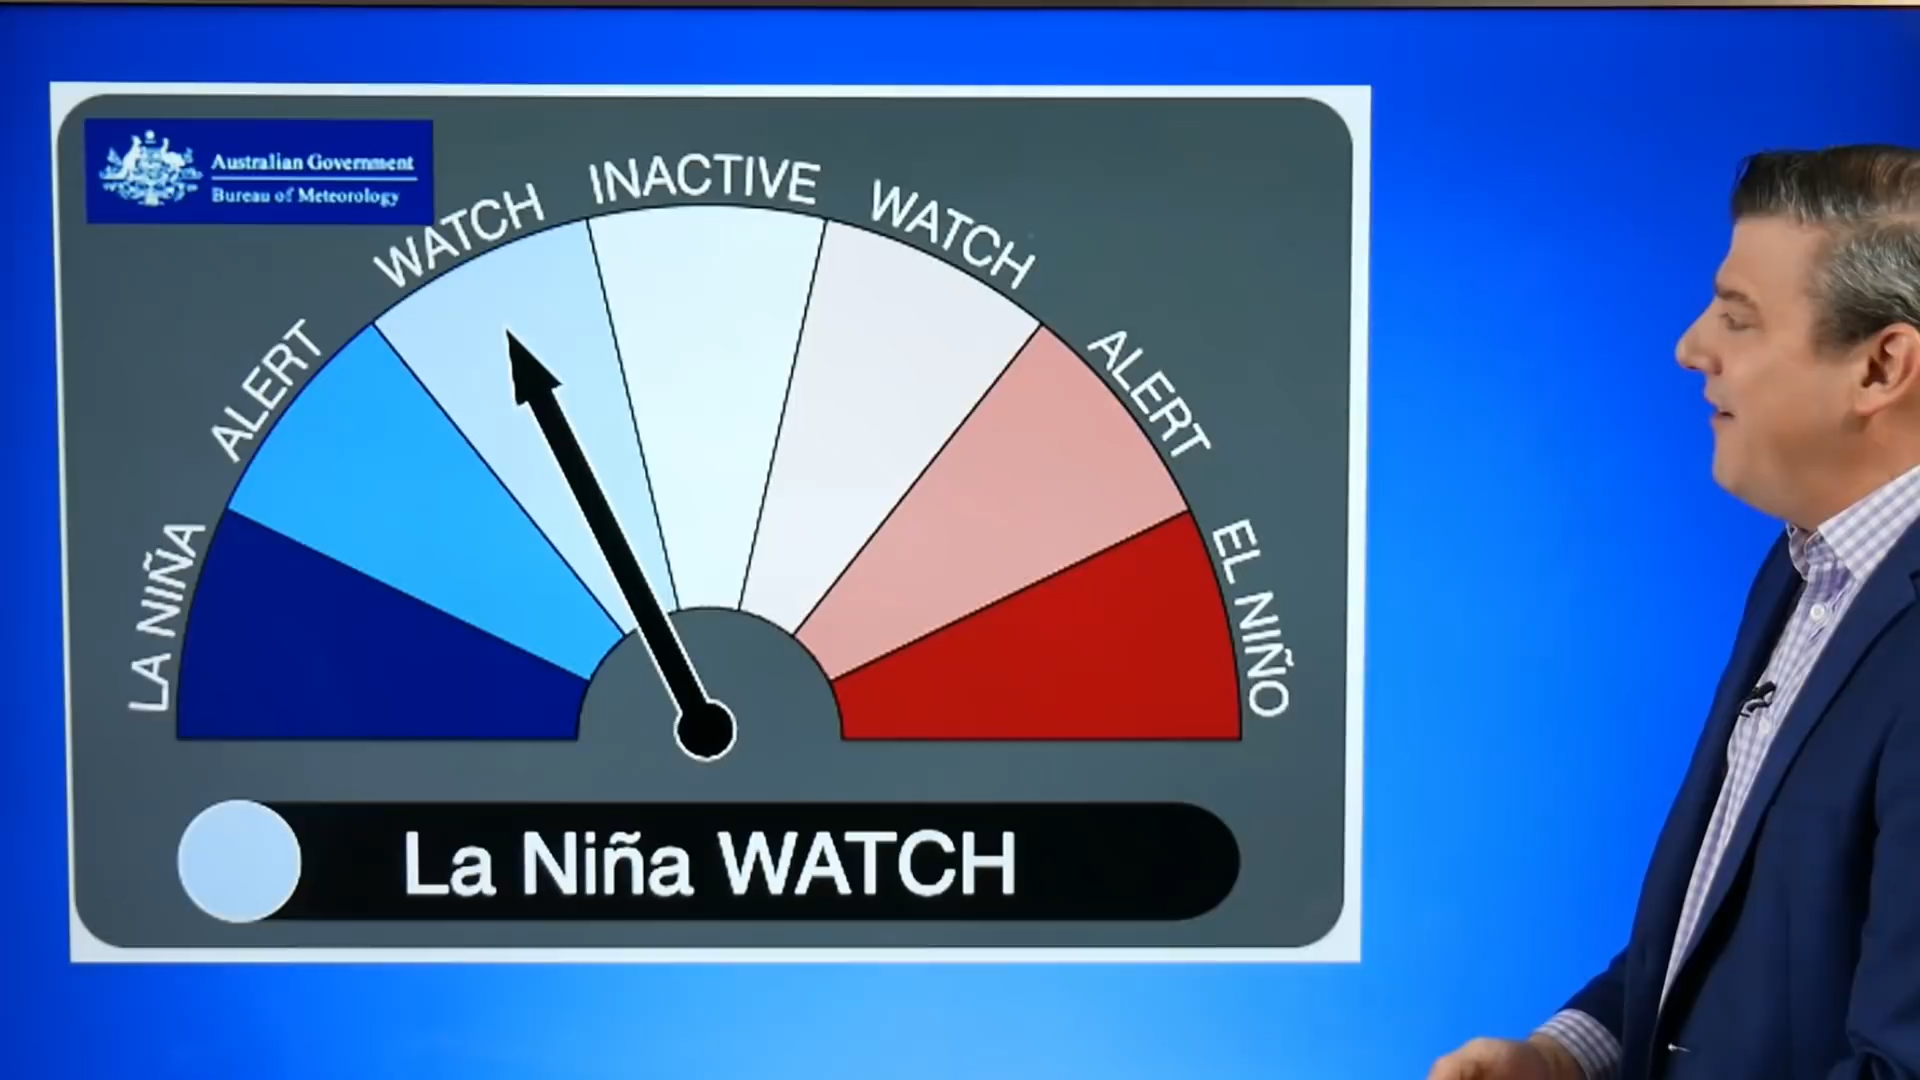 Australian Government
Bureau of Meteorology
LA NIÑA
ALERT
WATCH
INACTIVE
WATCH
ALERT
EL NIÑO
La Niña WATCH